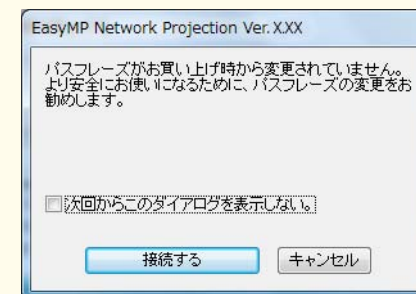 EasyMP Network Projection Ver. X.XX
パスフレーズがお買い上げ時から変更されていません。
より安全にお使いになるために、パスフレーズの変更をお
勧めします。
次回からこのダイアログを表示しない。
接続する
キャンセル